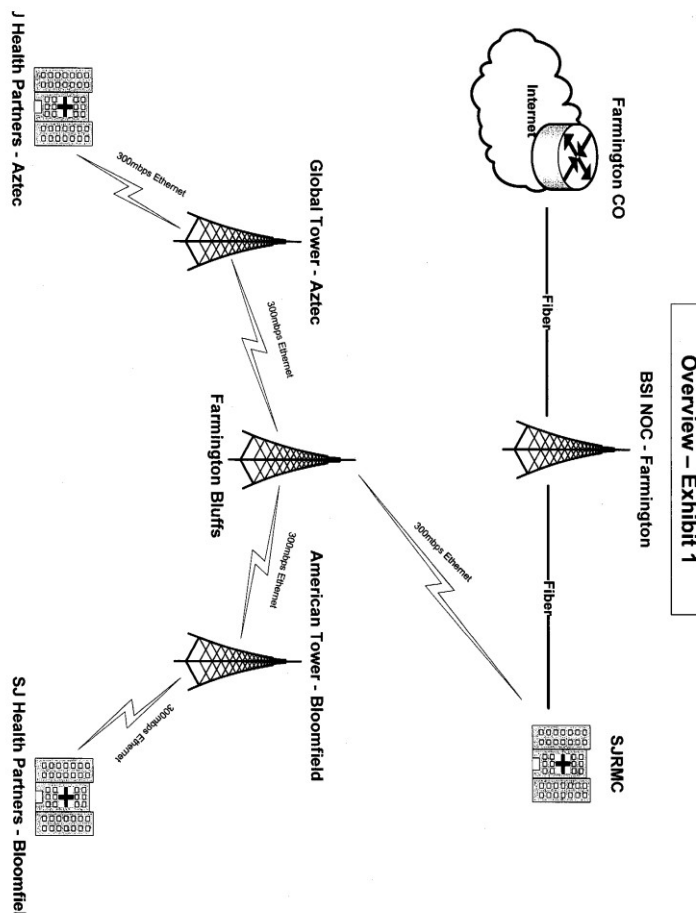 Overview – Exhibit 1
Farmington CO
Internet
Fiber
BSI NOC - Farmington
Fiber
SJRMC
300mbps Ethernet
Global Tower - Aztec
300mbps Ethernet
Farmington Bluffs
300mbps Ethernet
American Tower - Bloomfield
300mbps Ethernet
300mbps Ethernet
J Health Partners - Aztec
SJ Health Partners - Bloomfiel